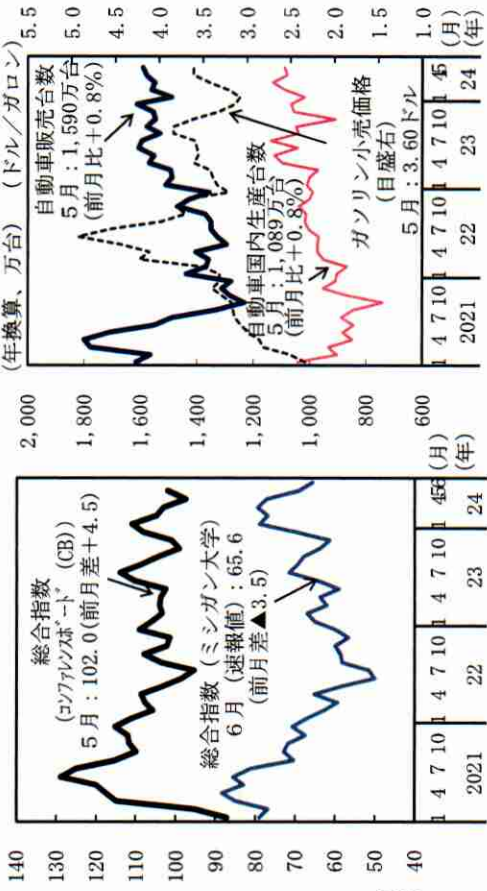 140
130
120
110
100
90
80
70
60
50
40
総合指数
(コンファレンスボード (CB))
5月:102.0(前月差+4.5)
総合指数(ミシガン大学)
6月(速報値):65.6
(前月差▲3.5)
1 4 7 10 1 4 7 10 1 4 7 10 1 456(月)
2021 22 23 24 (年)
(年換算、万台) (ドル/ガロン)
2,000
1,800
1,600
1,400
1,200
1,000
800
600
5.5
5.0
4.5
4.0
3.5
3.0
2.5
2.0
1.5
1.0
自動車販売台数
5月:1,590万台
(前月比+0.8%)
自動車国内生産台数
5月:1,089万台
(前月比+0.8%)
ガソリン小売価格
(目盛右)
5月:3.60ドル
1 4 7 10 1 4 7 10 1 4 7 10 1 45(月)
2021 22 23 24 (年)